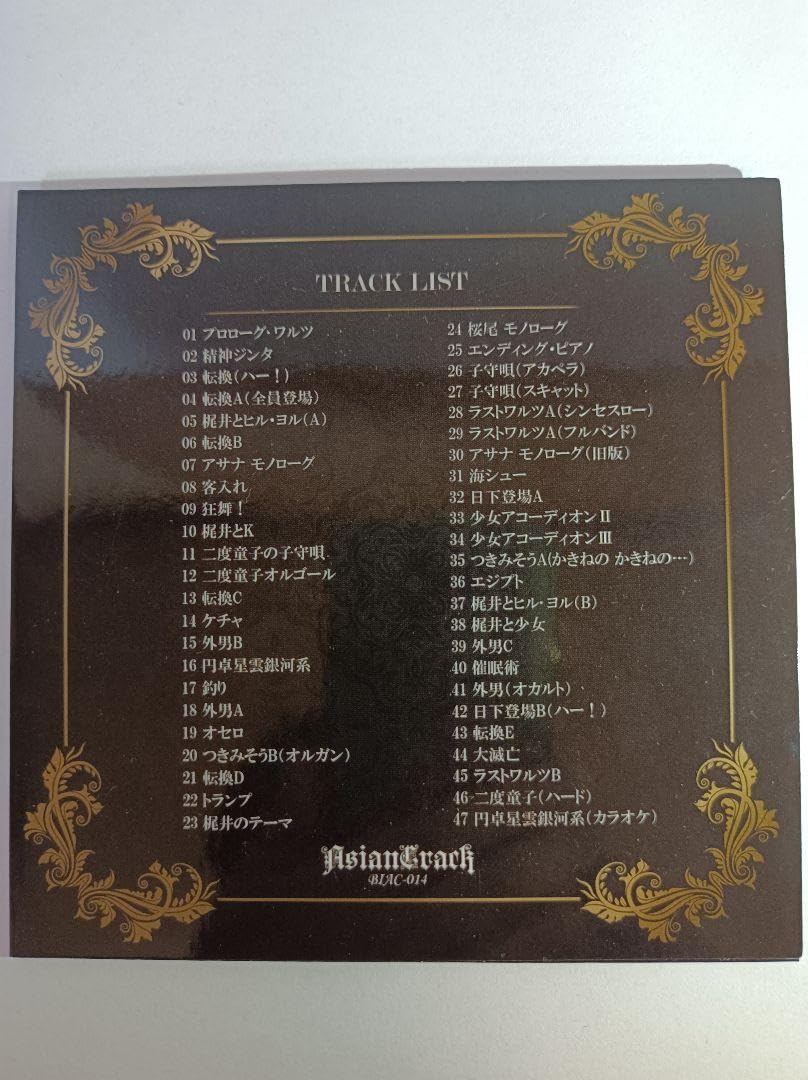 TRACK LIST
01 プロローグ・ワルツ
02 精神ジンタ
03 転換(ハー!)
04 転換A(全員登場)
05 梶井とヒル・ヨル(A)
06 転換B
07 アサナ モノローグ
08 客入れ
09 狂舞!
10 梶井とK
11 二度童子の子守唄
12 二度童子オルゴール
13 転換C
14 ケチャ
15 外男B
16 円卓星雲銀河系
17 釣り
18 外男A
19 オセロ
20 つきみそうB(オルガン)
21 転換D
22 トランプ
23 梶井のテーマ
24 桜尾 モノローグ
25 エンディング・ピアノ
26 子守唄(アカペラ)
27 子守唄(スキャット)
28 ラストワルツA(シンセスロー)
29 ラストワルツA(フルバンド)
30 アサナ モノローグ(旧版)
31 海シュー
32 日下登場A
33 少女アコーディオンⅡ
34 少女アコーディオンⅢ
35 つきみそうA(かきねの かきねの…)
36 エジプト
37 梶井とヒル・ヨル(B)
38 梶井と少女
39 外男C
40 催眠術
41 外男(オカルト)
42 日下登場B(ハー!)
43 転換E
44 大滅亡
45 ラストワルツB
46 二度童子(ハード)
47 円卓星雲銀河系(カラオケ)
AsianCrack
BIAC-014